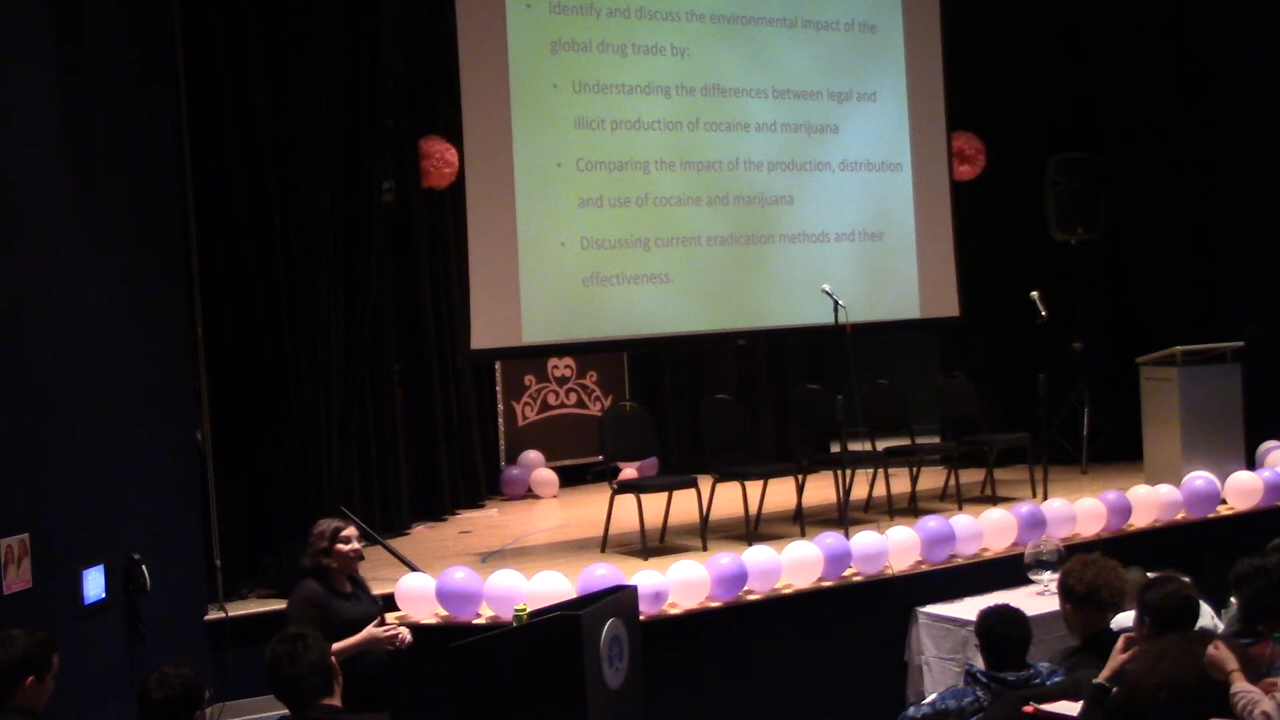 • Identify and discuss the environmental impact of the
global drug trade by:
• Understanding the differences between legal and
illicit production of cocaine and marijuana
• Comparing the impact of the production, distribution
and use of cocaine and marijuana
• Discussing current eradication methods and their
effectiveness.